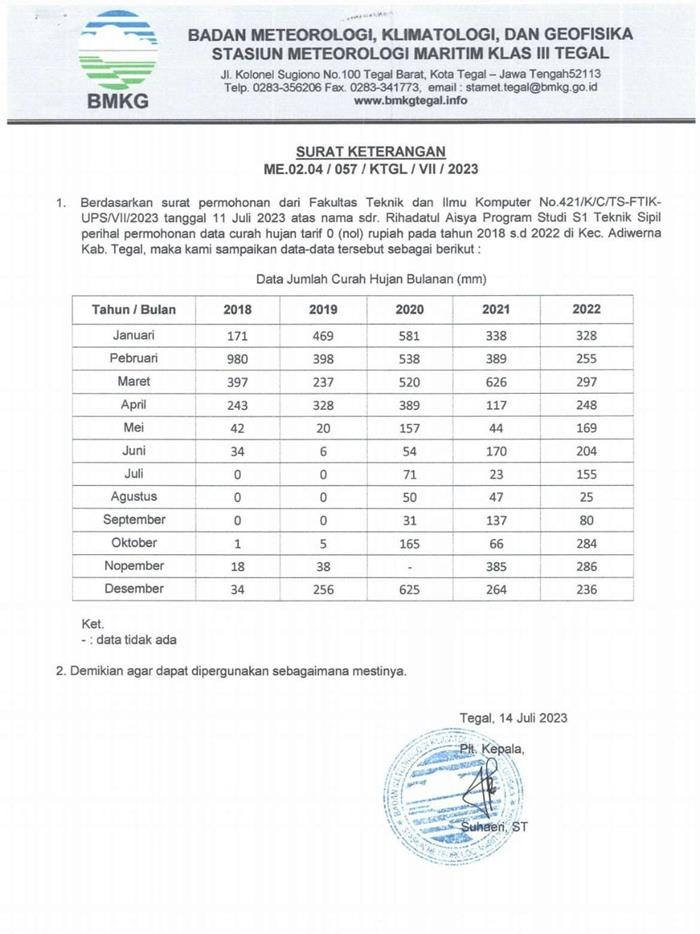 BMKG
BADAN METEOROLOGI, KLIMATOLOGI, DAN GEOFISIKA
STASIUN METEOROLOGI MARITIM KLAS III TEGAL
Jl. Kolonel Sugiono No.100 Tegal Barat, Kota Tegal – Jawa Tengah52113
Telp. 0283-356206 Fax. 0283-341773, email : stamet.tegal@bmkg.go.id
www.bmkgtegal.info
SURAT KETERANGAN
ME.02.04 / 057 / KTGL / VII / 2023
1. Berdasarkan surat permohonan dari Fakultas Teknik dan Ilmu Komputer No.421/K/C/TS-FTIK-
UPS/VII/2023 tanggal 11 Juli 2023 atas nama sdr. Rihadatul Aisya Program Studi S1 Teknik Sipil
perihal permohonan data curah hujan tarif 0 (nol) rupiah pada tahun 2018 s.d 2022 di Kec. Adiwerna
Kab. Tegal, maka kami sampaikan data-data tersebut sebagai berikut :
Data Jumlah Curah Hujan Bulanan (mm)
Tahun / Bulan 2018 2019 2020 2021 2022
Januari 171 469 581 338 328
Pebruari 980 398 538 389 255
Maret 397 237 520 626 297
April 243 328 389 117 248
Mei 42 20 157 44 169
Juni 34 6 54 170 204
Juli 0 0 71 23 155
Agustus 0 0 50 47 25
September 0 0 31 137 80
Oktober 1 5 165 66 284
Nopember 18 38 - 385 286
Desember 34 256 625 264 236
Ket.
- : data tidak ada
2. Demikian agar dapat dipergunakan sebagaimana mestinya.
Tegal, 14 Juli 2023
Plt. Kepala,
Suhaeri, ST